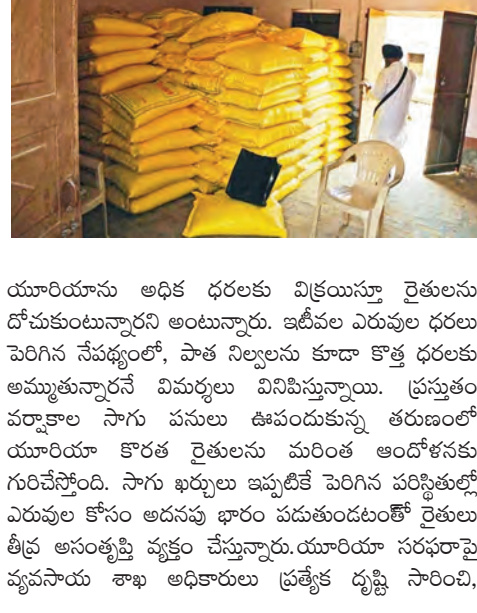 యూరియాను అధిక ధరలకు విక్రయిస్తూ రైతులను
దోచుకుంటున్నారని అంటున్నారు. ఇటీవల ఎరువుల ధరలు
పెరిగిన నేపథ్యంలో, పాత నిల్వలను కూడా కొత్త ధరలకు
అమ్ముతున్నారనే విమర్శలు వినిపిస్తున్నాయి. ప్రస్తుతం
వర్షాకాల సాగు పనులు ఊపందుకున్న తరుణంలో
యూరియా కొరత రైతులను మరింత ఆందోళనకు
గురిచేస్తోంది. సాగు ఖర్చులు ఇప్పటికే పెరిగిన పరిస్థితుల్లో
ఎరువుల కోసం అదనపు భారం పడుతుండటంతో రైతులు
తీవ్ర అసంతృప్తి వ్యక్తం చేస్తున్నారు.యూరియా సరఫరాపై
వ్యవసాయ శాఖ అధికారులు ప్రత్యేక దృష్టి సారించి,